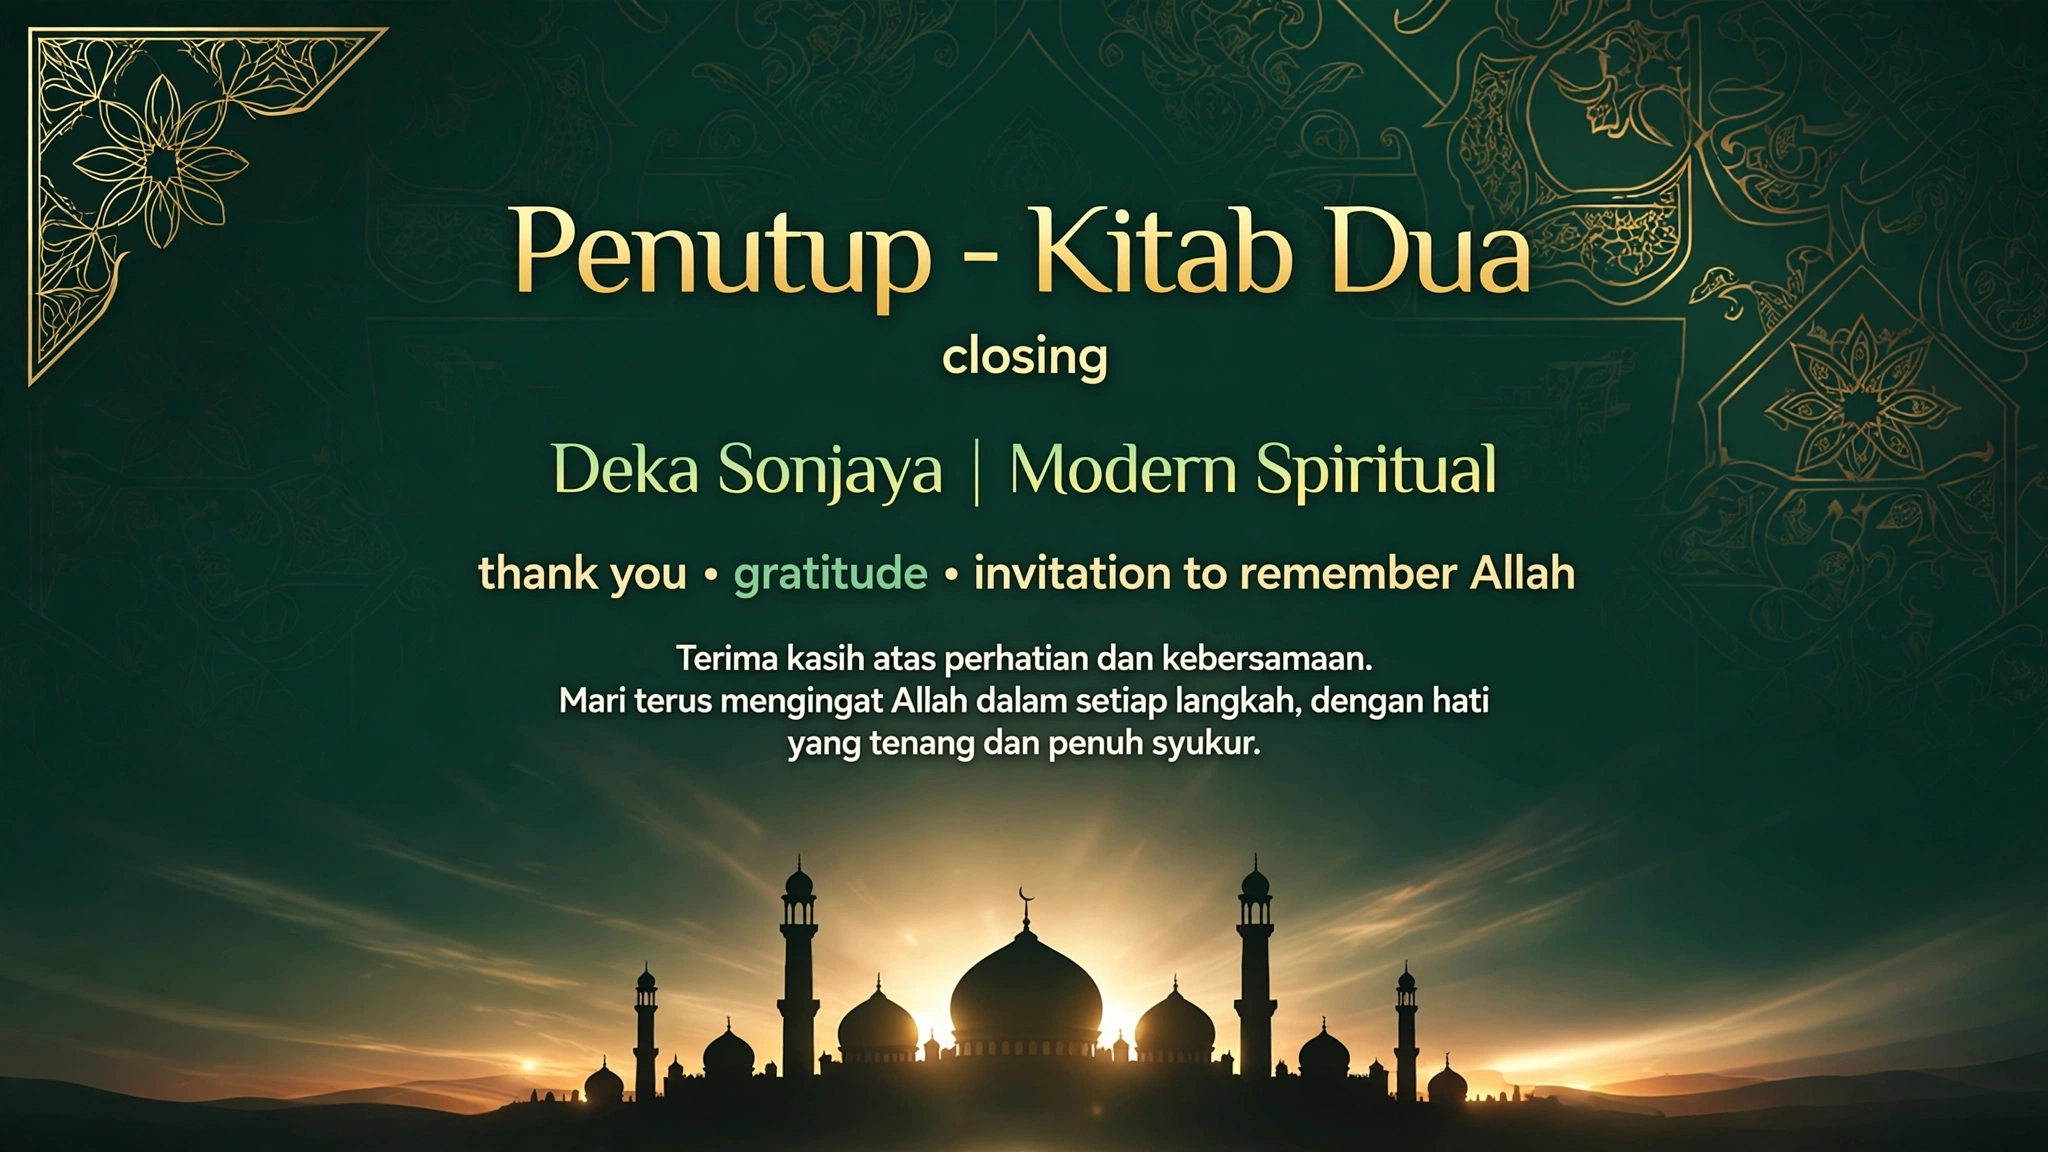 Penutup - Kitab Dua
closing
Deka Sonjaya | Modern Spiritual
thank you • gratitude • invitation to remember Allah
Terima kasih atas perhatian dan kebersamaan.
Mari terus mengingat Allah dalam setiap langkah, dengan hati
yang tenang dan penuh syukur.